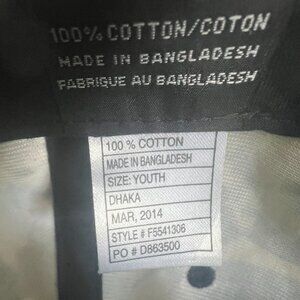 100% COTTON/COTON
MADE IN BANGLADESH
FABRIQUE AU BANGLADESH
100 % COTTON
MADE IN BANGLADESH
SIZE: YOUTH
DHAKA
MAR, 2014
STYLE # F5541306
PO # D863500